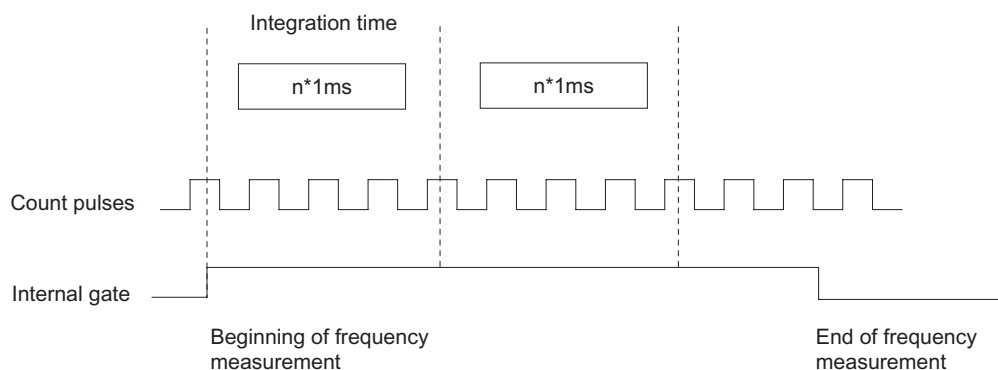 Integration time
n*1ms
n*1ms
Count pulses
Internal gate
Beginning of frequency
measurement
End of frequency
measurement